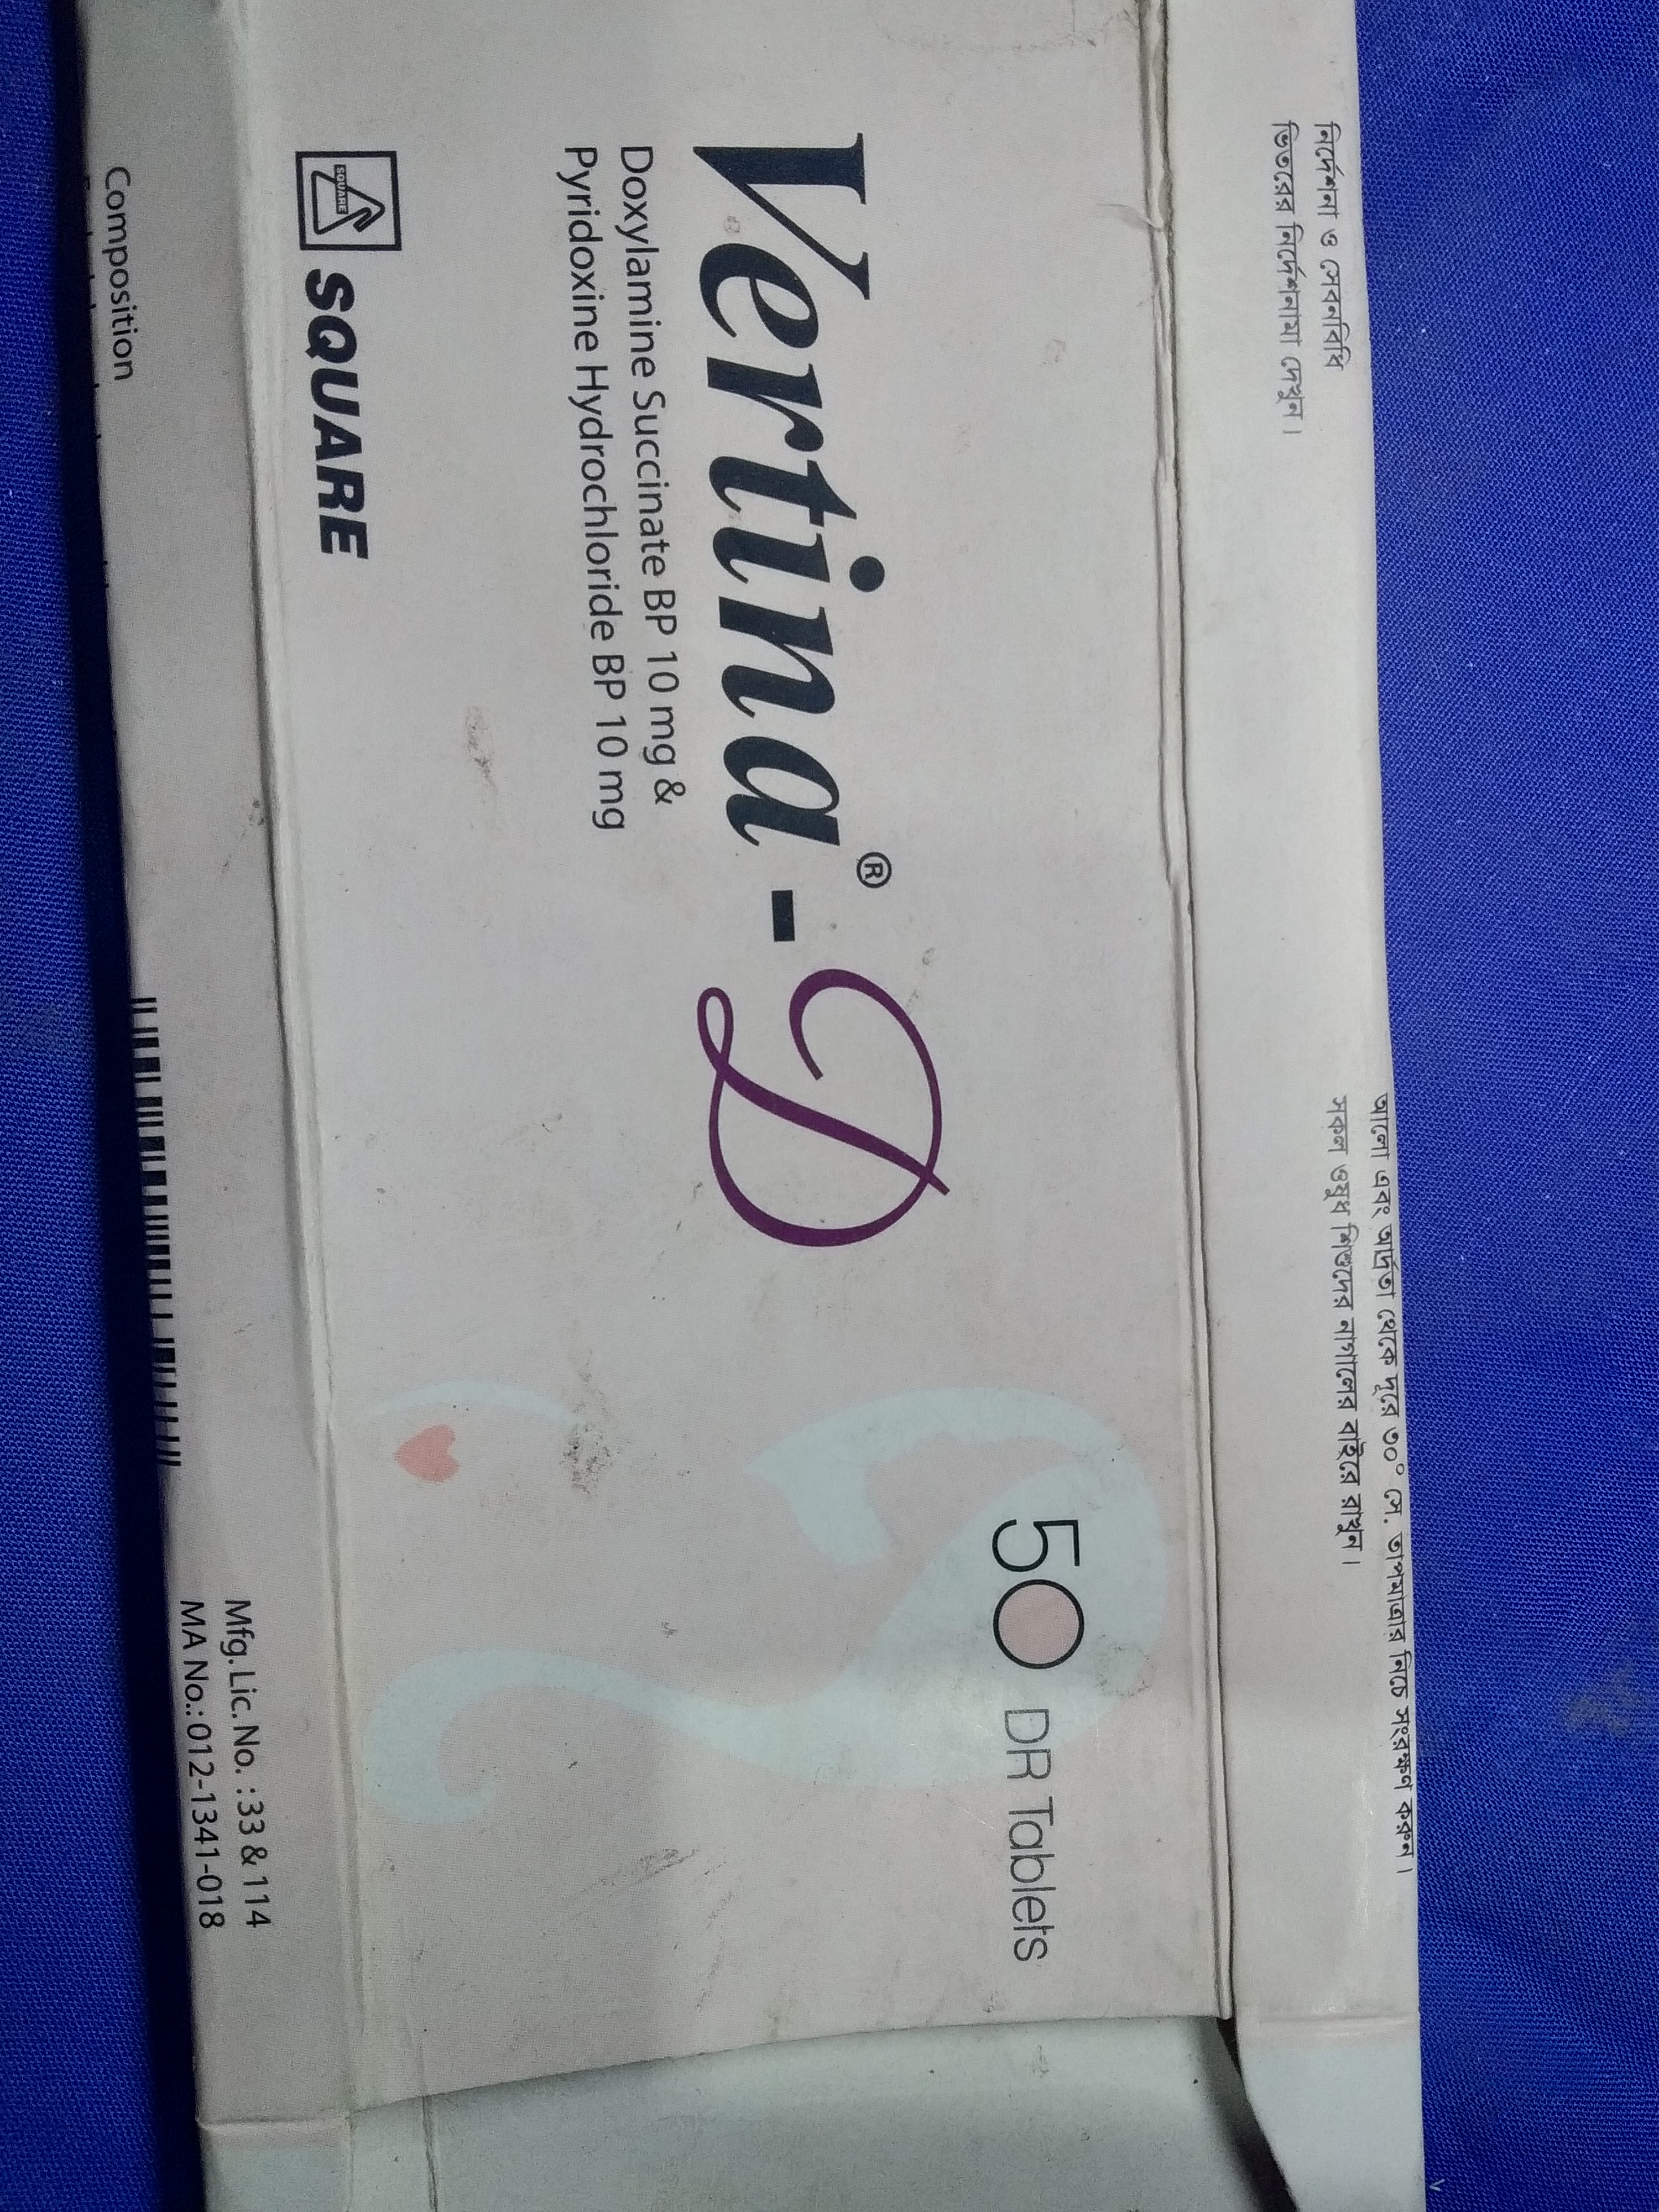 নির্দেশনা ও সেবনবিধি
ভিতরের নির্দেশনামা দেখুন।
আলো এবং আর্দ্রতা থেকে দূরে ৩০° সে. তাপমাত্রার নিচে সংরক্ষণ করুন।
সকল ওষুধ শিশুদের নাগালের বাইরে রাখুন।
50 DR Tablets
Vertina®-D
Doxylamine Succinate BP 10 mg &
Pyridoxine Hydrochloride BP 10 mg
SQUARE
SQUARE
Mfg. Lic. No. : 33 & 114
MA No.: 012-1341-018
Composition